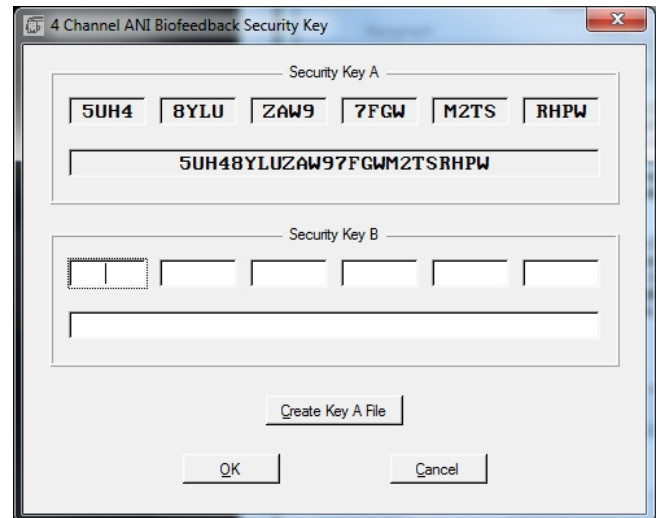 4 Channel ANI Biofeedback Security Key
Security Key A
5UH4 8YLU ZAW9 7FGW M2TS RHPW
5UH48YLUZAW97FGWM2TSRHPW
Security Key B
Create Key A File
OK Cancel